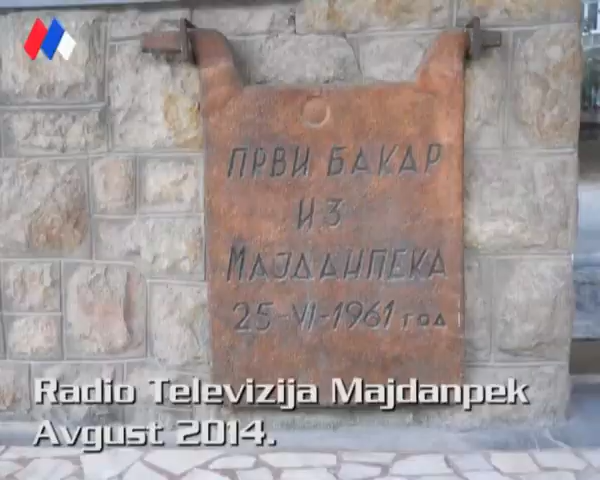 ПРВИ БАКАР
ИЗ
МАЈДАНПЕКА
25-VI-1961 год
Radio Televizija Majdanpek
Avgust 2014.